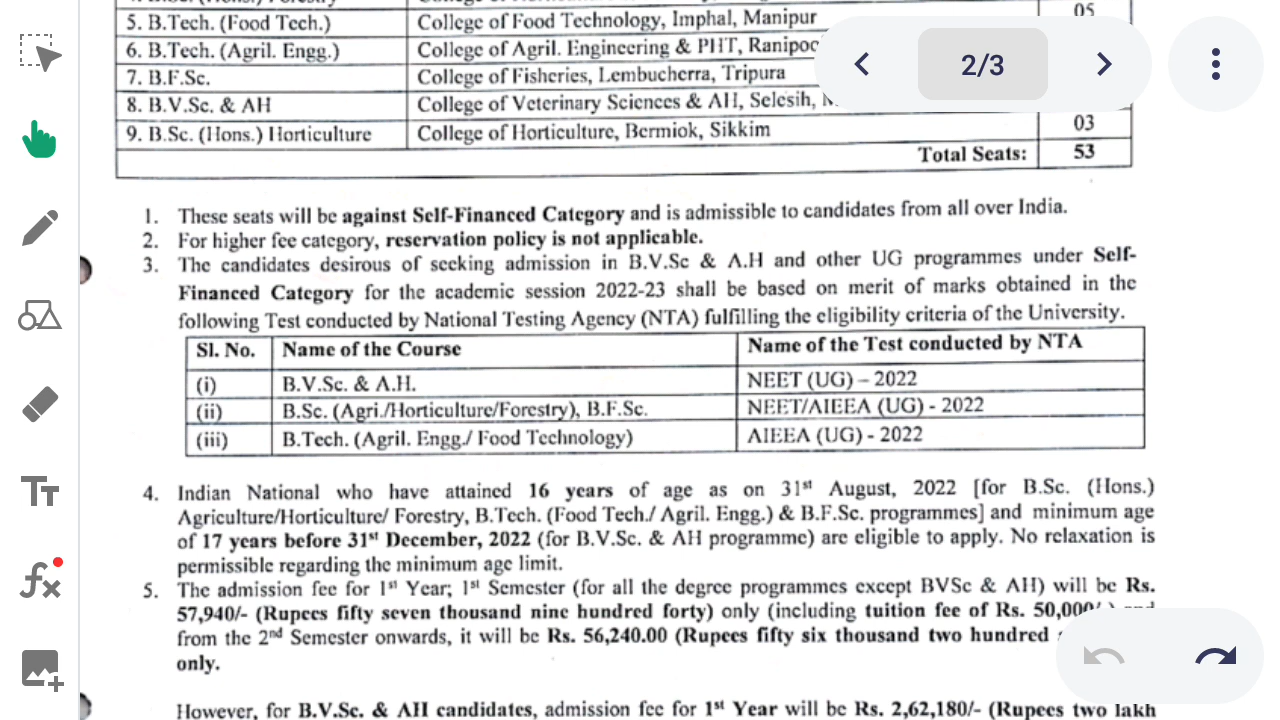 05
5. B.Tech. (Food Tech.) College of Food Technology, Imphal, Manipur
6. B.Tech. (Agril. Engg.) College of Agril. Engineering & PHT,
7. B.F.Sc. College of Fisheries, Lembucherra, Tripura
8. B.V.Sc. & AH College of Veterinary Sciences & AH, Selesih,
9. B.Sc. (Hons.) Horticulture College of Horticulture, Bermiok, Sikkim 03
Total Seats: 53
2/3
1. These seats will be against Self-Financed Category and is admissible to candidates from all over India.
2. For higher fee category, reservation policy is not applicable.
3. The candidates desirous of seeking admission in B.V.Sc & A.H and other UG programmes under Self-
Financed Category for the academic session 2022-23 shall be based on merit of marks obtained in the
following Test conducted by National Testing Agency (NTA) fulfilling the eligibility criteria of the University.
Sl. No. Name of the Course Name of the Test conducted by NTA
(i) B.V.Sc. & A.H. NEET (UG) – 2022
(ii) B.Sc. (Agri./Horticulture/Forestry), B.F.Sc. NEET/AIEEA (UG) - 2022
(iii) B.Tech. (Agril. Engg./ Food Technology) AIEEA (UG) - 2022
4. Indian National who have attained 16 years of age as on 31st August, 2022 [for B.Sc. (Hons.)
Agriculture/Horticulture/ Forestry, B.Tech. (Food Tech./ Agril. Engg.) & B.F.Sc. programmes] and minimum age
of 17 years before 31st December, 2022 (for B.V.Sc. & AH programme) are eligible to apply. No relaxation is
permissible regarding the minimum age limit.
5. The admission fee for 1st Year; 1st Semester (for all the degree programmes except BVSc & AH) will be Rs.
57,940/- (Rupees fifty seven thousand nine hundred forty) only (including tuition fee of Rs. 50,000/-) and
from the 2nd Semester onwards, it will be Rs. 56,240.00 (Rupees fifty six thousand two hundred
only.
However, for B.V.Sc. & AH candidates, admission fee for 1st Year will be Rs. 2,62,180/- (Rupees two lakh
TT
fx